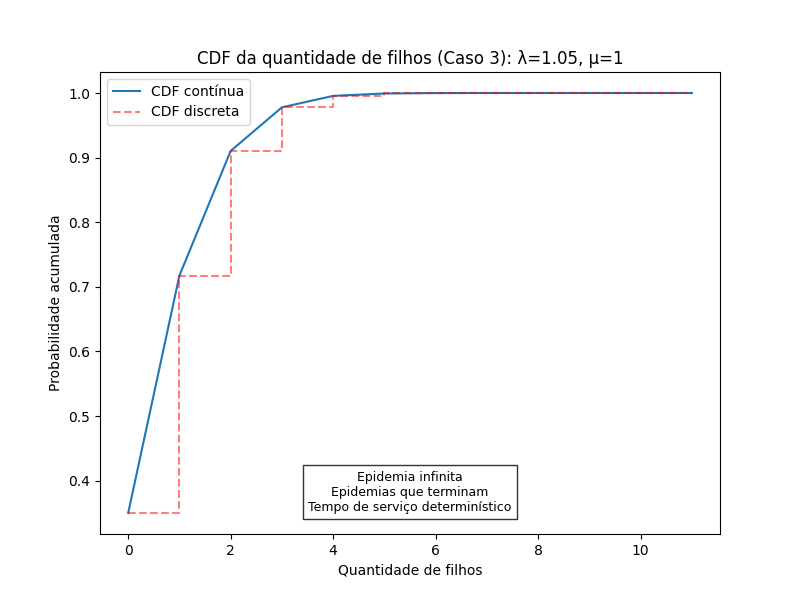 CDF da quantidade de filhos (Caso 3): λ=1.05, μ=1
CDF contínua
CDF discreta
Probabilidade acumulada
1.0
0.9
0.8
0.7
0.6
0.5
0.4
Epidemia infinita
Epidemias que terminam
Tempo de serviço determinístico
0 2 4 6 8 10
Quantidade de filhos